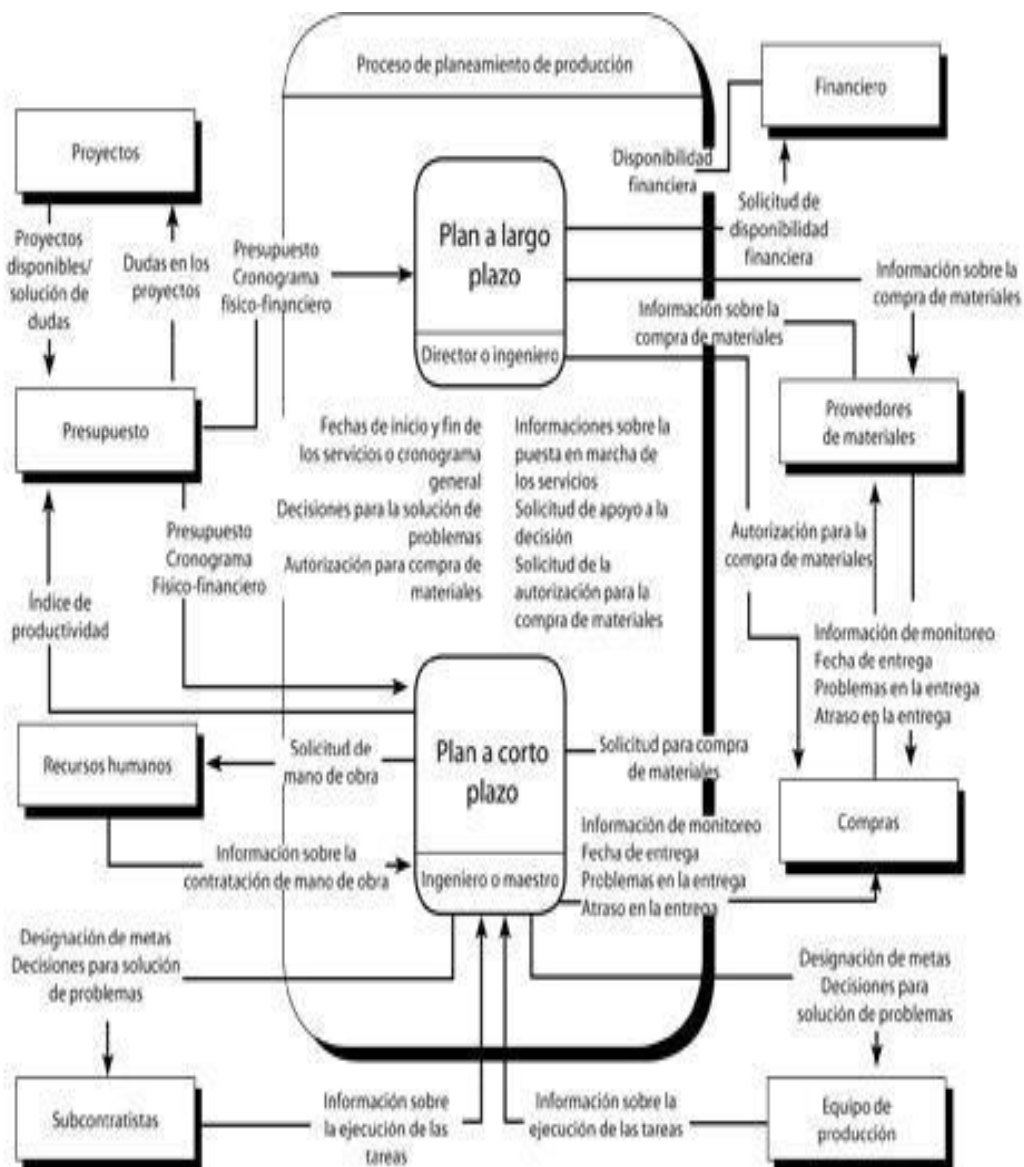 Proceso de planeamiento de producción
Financiero
Proyectos
Disponibilidad
financiera
Plan a largo
plazo
Director o ingeniero
Solicitud de
disponibilidad
financiera
Proyectos
disponibles/
solución de
dudas
Dudas en los
proyectos
Presupuesto
Cronograma
físico-financiero
Información sobre la
compra de materiales
Información sobre la
compra de materiales
Presupuesto
Proveedores
de materiales
Fechas de inicio y fin de
los servicios o cronograma
general
Decisiones para la solución de
problemas
Autorización para compra de
materiales
Informaciones sobre la
puesta en marcha de
los servicios
Solicitud de apoyo a la
decisión
Solicitud de la
autorización para la
compra de materiales
Presupuesto
Cronograma
Físico-financiero
Autorización para la
compra de materiales
Índice de
productividad
Información de monitoreo
Fecha de entrega
Problemas en la entrega
Atraso en la entrega
Recursos humanos
Solicitud de
mano de obra
Plan a corto
plazo
Ingeniero o maestro
Solicitud para compra
de materiales
Compras
Información sobre la
contratación de mano de obra
Información de monitoreo
Fecha de entrega
Problemas en la entrega
Atraso en la entrega
Designación de metas
Decisiones para solución
de problemas
Designación de metas
Decisiones para
solución de problemas
Subcontratistas
Información sobre
la ejecución de las
tareas
Información sobre la
ejecución de las tareas
Equipo de
producción